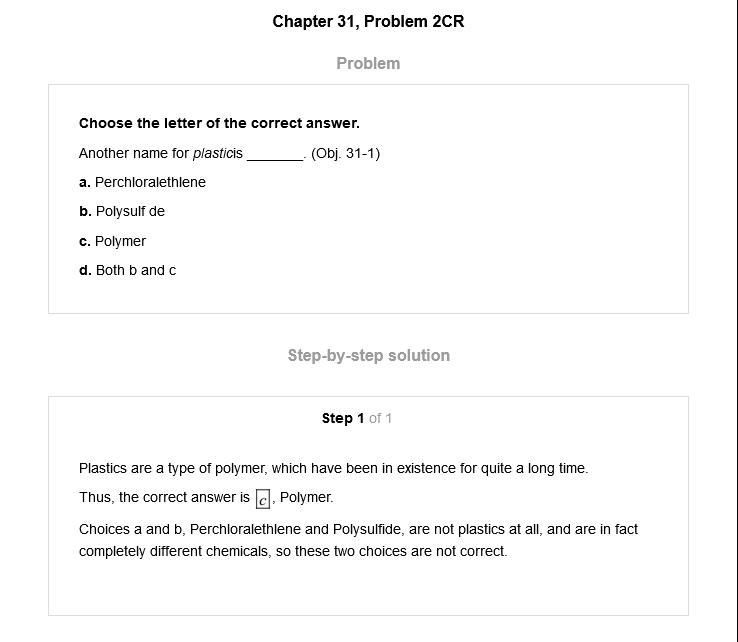 Chapter 31, Problem 2CR
Problem
Choose the letter of the correct answer.
Another name for plasticis _______. (Obj. 31-1)
a. Perchloralethlene
b. Polysulf de
c. Polymer
d. Both b and c
Step-by-step solution
Step 1 of 1
Plastics are a type of polymer, which have been in existence for quite a long time.
Thus, the correct answer is c, Polymer.
Choices a and b, Perchloralethlene and Polysulfide, are not plastics at all, and are in fact
completely different chemicals, so these two choices are not correct.